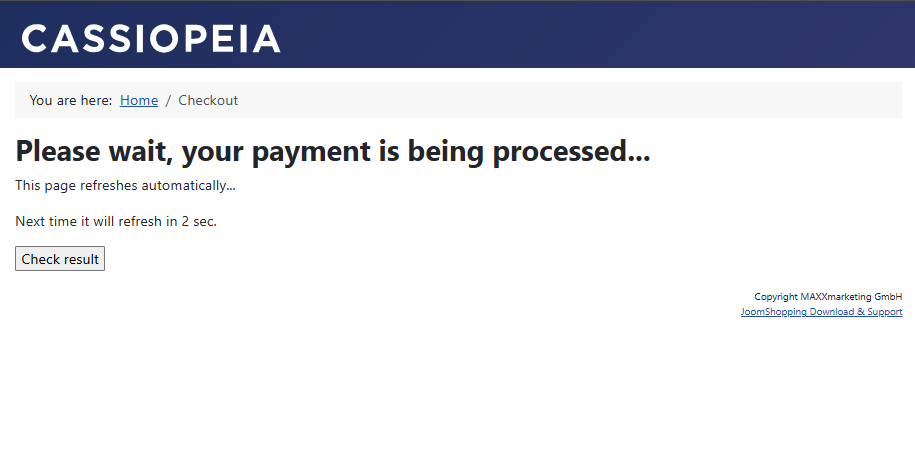 CASSIOPEIA
You are here: Home / Checkout
Please wait, your payment is being processed...
This page refreshes automatically...
Next time it will refresh in 2 sec.
Check result
Copyright MAXXmarketing GmbH
JoomShopping Download & Support